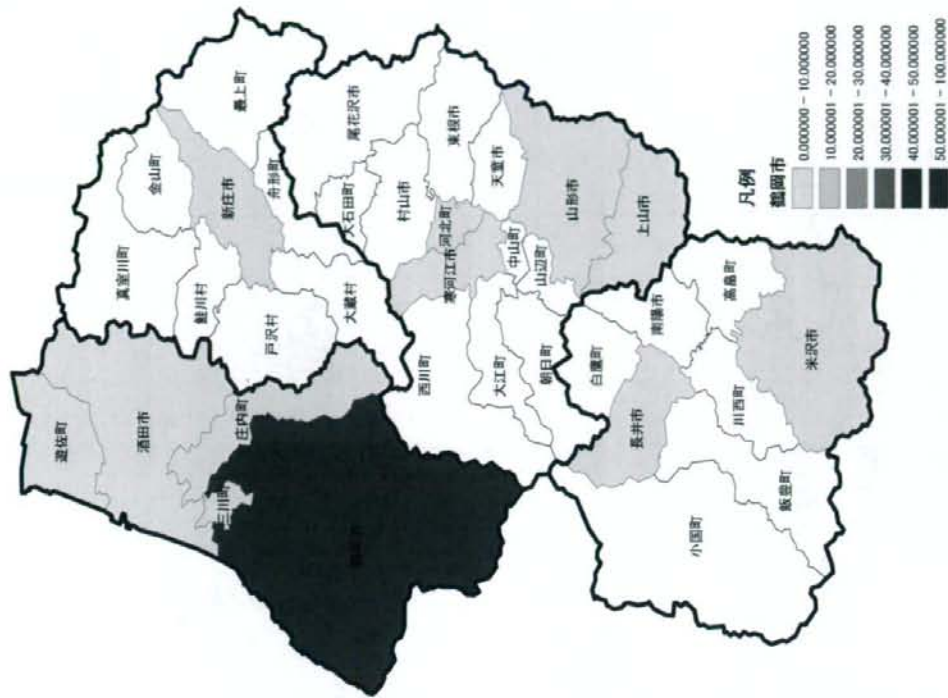 遊佐町
酒田市
庄内町
三川町
真室川町
金山町
最上町
新庄市
舟形町
鮭川村
戸沢村
大蔵村
尾花沢市
大石田町
村山市
東根市
天童市
河北町
寒河江市
中山町
山辺町
山形市
上山市
西川町
大江町
朝日町
白鷹町
南陽市
高畠町
長井市
川西町
米沢市
飯豊町
小国町
凡例
鶴岡市
0.000000 - 10.000000
10.000001 - 20.000000
20.000001 - 30.000000
30.000001 - 40.000000
40.000001 - 50.000000
50.000001 - 100.000000